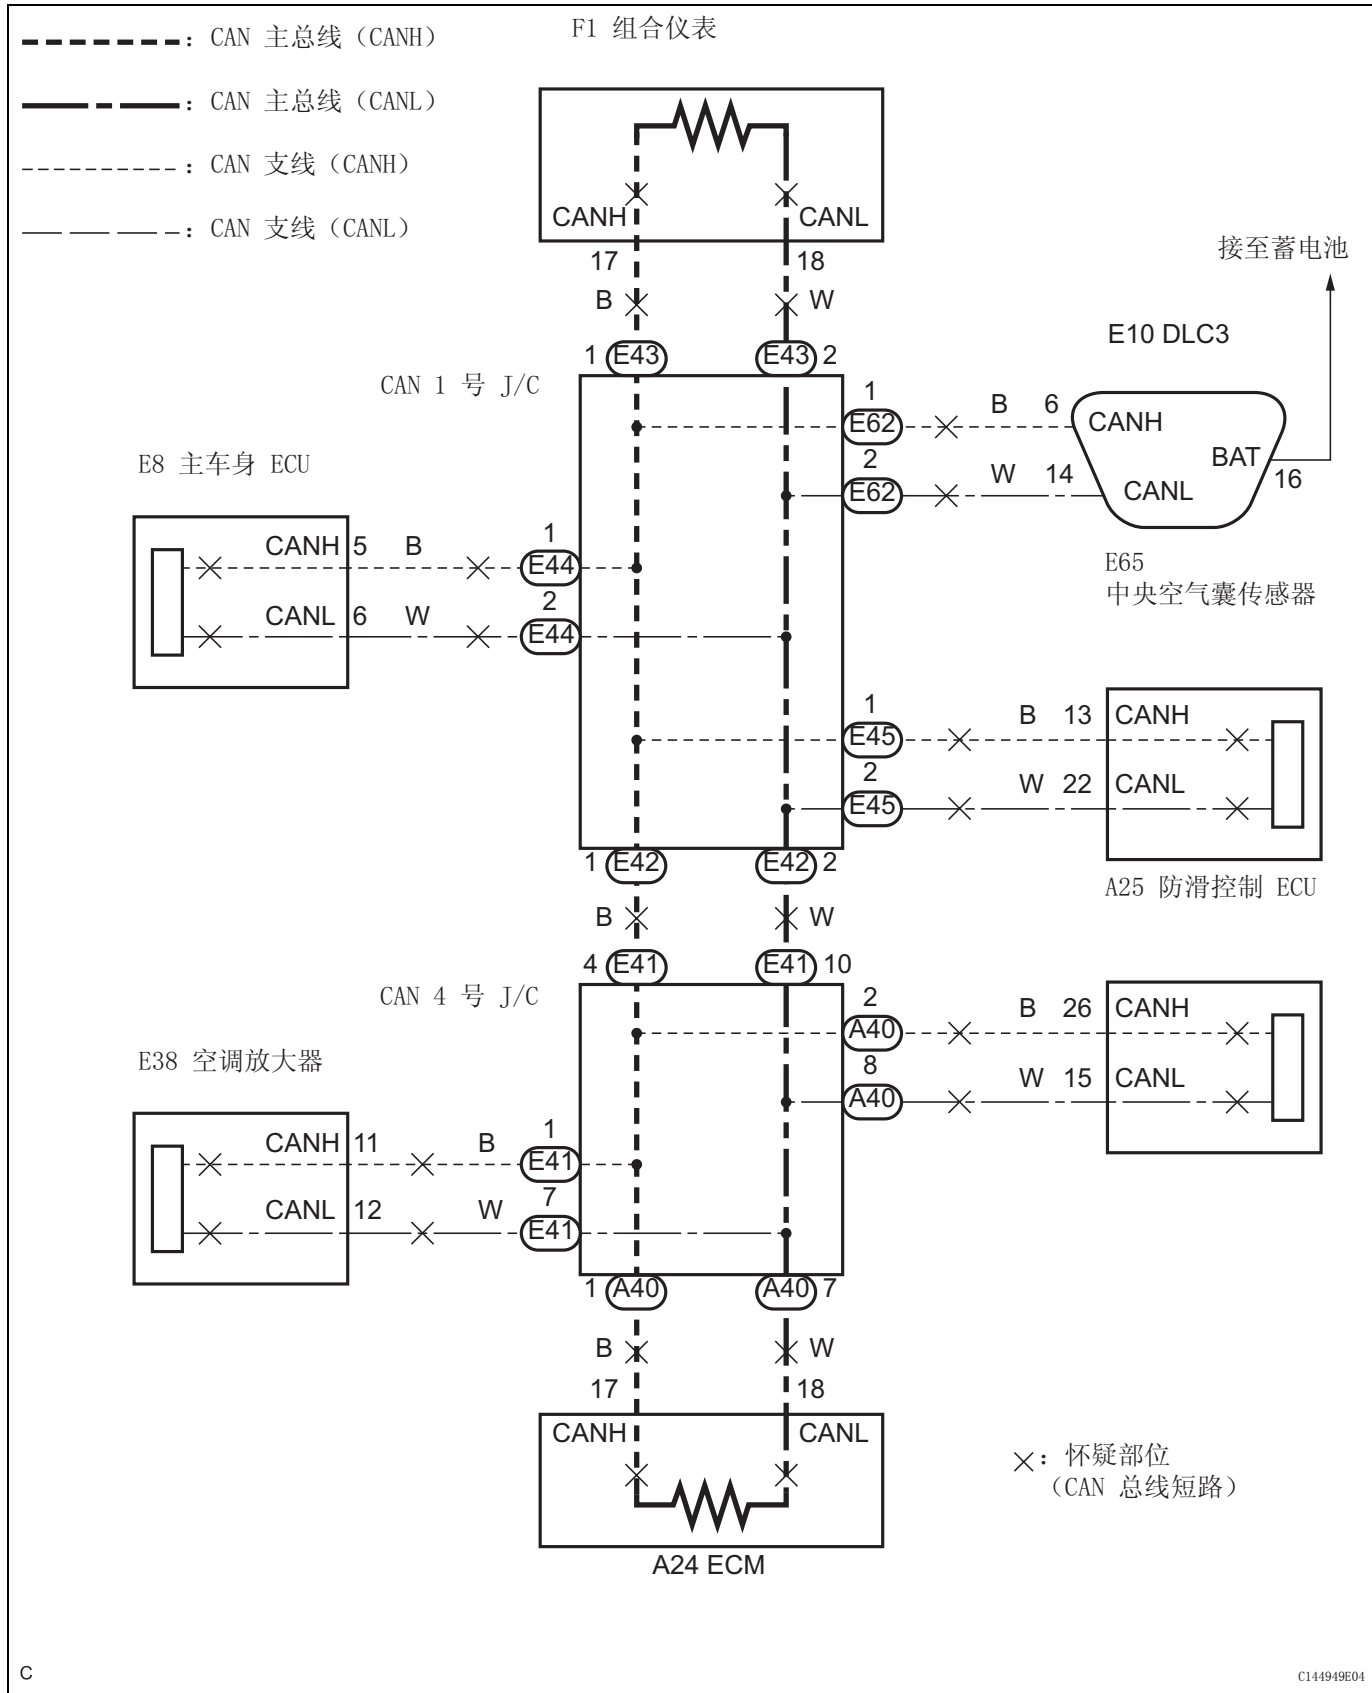 : CAN 主总线（CANH）
: CAN 主总线（CANL）
: CAN 支线（CANH）
: CAN 支线（CANL）
F1 组合仪表
CANH CANL
17 18
B W
1 E43 E43 2
CAN 1 号 J/C
接至蓄电池
E10 DLC3
1
E62 B 6 CANH
2
E62 W 14 CANL
BAT
16
E8 主车身 ECU
CANH 5 B 1
E44
CANL 6 W 2
E44
E65
中央空气囊传感器
1
E45 B 13 CANH
2
E45 W 22 CANL
1 E42 E42 2
A25 防滑控制 ECU
B W
4 E41 E41 10
CAN 4 号 J/C
2
A40 B 26 CANH
8
A40 W 15 CANL
E38 空调放大器
CANH 11 B 1
E41
CANL 12 W 7
E41
1 A40 A40 7
B W
17 18
CANH CANL
A24 ECM
: 怀疑部位
（CAN 总线短路）
C
C144949E04